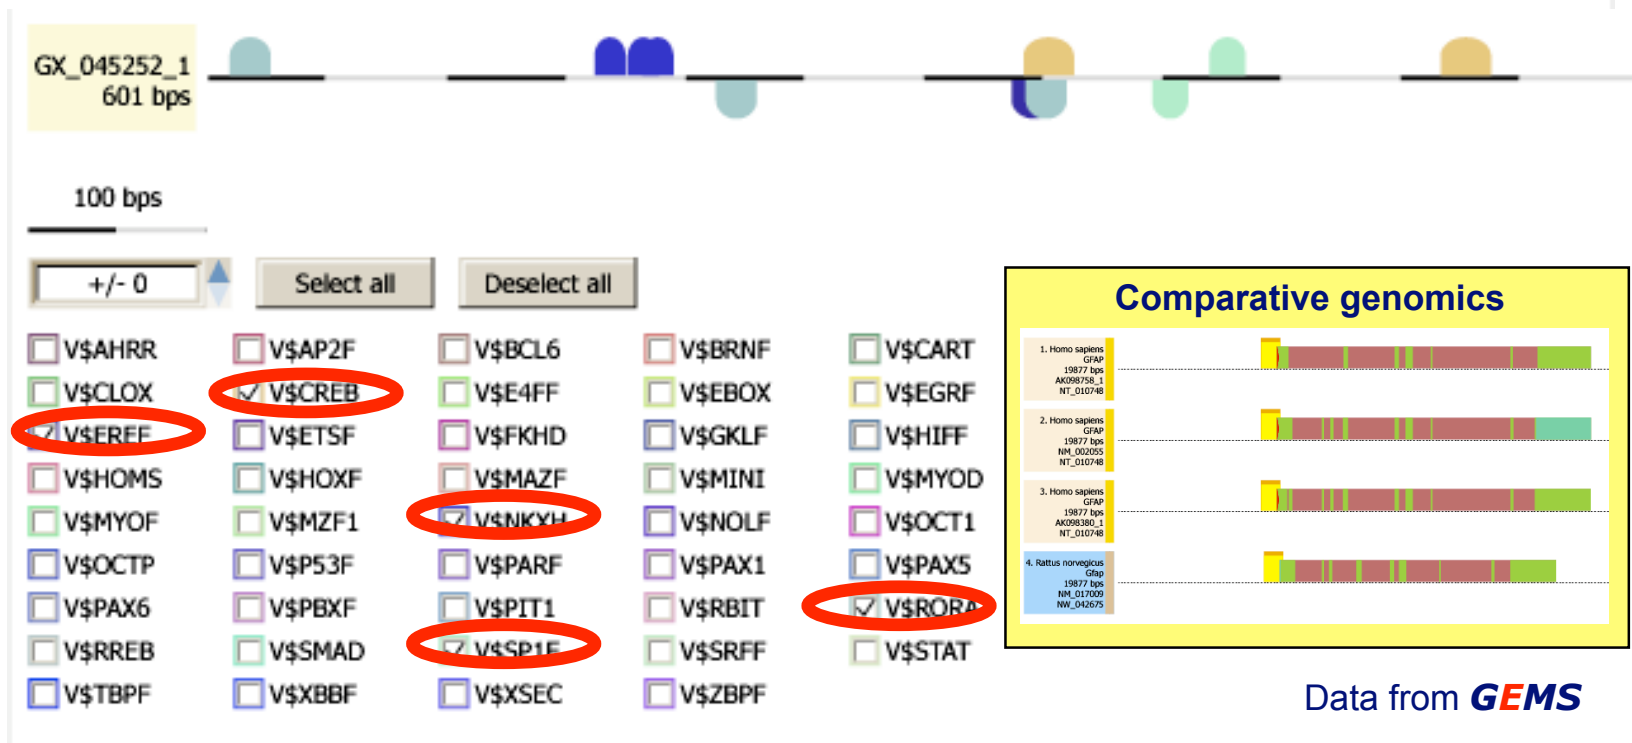 GX_045252_1
601 bps
100 bps
+/- 0 Select all Deselect all
V$AHRR V$AP2F V$BCL6 V$BRNF V$CART
V$CLOX V$CREB V$E4FF V$EBOX V$EGRF
V$EREF V$ETSF V$FKHD V$GKLF V$HIFF
V$HOMS V$HOXF V$MAZF V$MINI V$MYOD
V$MYOF V$MZF1 V$NKXH V$NOLF V$OCT1
V$OCTP V$P53F V$PARF V$PAX1 V$PAX5
V$PAX6 V$PBXF V$PIT1 V$RBIT V$RORA
V$RREB V$SMAD V$SP1F V$SRFF V$STAT
V$TBPF V$XBBF V$XSEC V$ZBPF
Comparative genomics
1. Homo sapiens
GFAP
19877 bps
AK098758_1
NT_010748
2. Homo sapiens
GFAP
19877 bps
NM_002055
NT_010748
3. Homo sapiens
GFAP
19877 bps
AK098380_1
NT_010748
4. Rattus norvegicus
Gfap
19877 bps
NM_017009
NW_042675
Data from GEMS